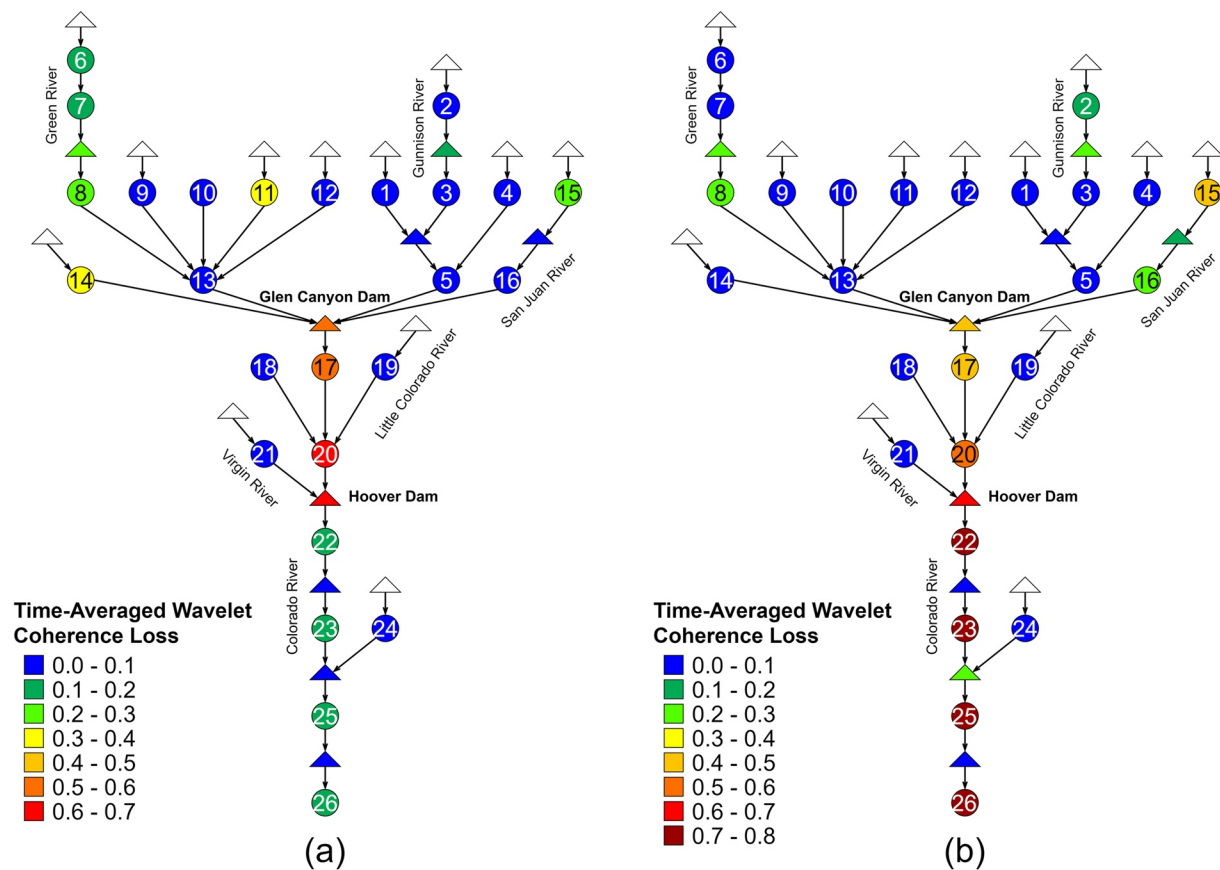 6
7
8
9
10
11
12
1
2
3
4
15
14
13
5
16
Green River
Gunnison River
San Juan River
Glen Canyon Dam
18
17
19
Little Colorado River
21
20
Virgin River
Hoover Dam
22
Colorado River
23
24
25
26
Time-Averaged Wavelet
Coherence Loss
0.0 - 0.1
0.1 - 0.2
0.2 - 0.3
0.3 - 0.4
0.4 - 0.5
0.5 - 0.6
0.6 - 0.7
(a)
6
7
8
9
10
11
12
1
2
3
4
15
14
13
5
16
Green River
Gunnison River
San Juan River
Glen Canyon Dam
18
17
19
Little Colorado River
21
20
Virgin River
Hoover Dam
22
Colorado River
23
24
25
26
Time-Averaged Wavelet
Coherence Loss
0.0 - 0.1
0.1 - 0.2
0.2 - 0.3
0.3 - 0.4
0.4 - 0.5
0.5 - 0.6
0.6 - 0.7
0.7 - 0.8
(b)